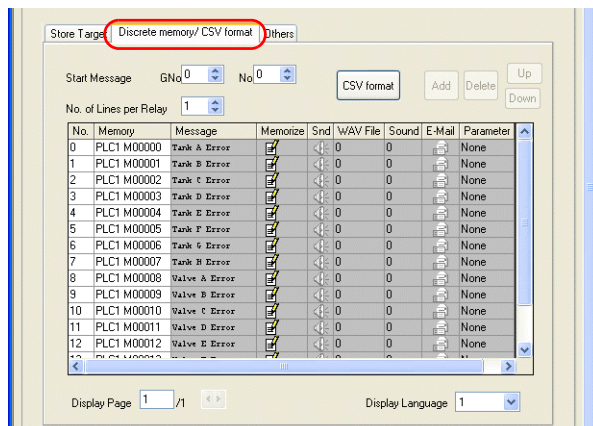 Store Targe Discrete memory/ CSV format Others
Start Message GNo 0 No 0 CSV format Add Delete Up
Down
No. of Lines per Relay 1
No. Memory Message Memorize Snd WAV File Sound E-Mail Parameter
0 PLC1 M00000 Tank A Error 0 0 None
1 PLC1 M00001 Tank B Error 0 0 None
2 PLC1 M00002 Tank C Error 0 0 None
3 PLC1 M00003 Tank D Error 0 0 None
4 PLC1 M00004 Tank E Error 0 0 None
5 PLC1 M00005 Tank F Error 0 0 None
6 PLC1 M00006 Tank G Error 0 0 None
7 PLC1 M00007 Tank H Error 0 0 None
8 PLC1 M00008 Valve A Error 0 0 None
9 PLC1 M00009 Valve B Error 0 0 None
10 PLC1 M00010 Valve C Error 0 0 None
11 PLC1 M00011 Valve D Error 0 0 None
12 PLC1 M00012 Valve E Error 0 0 None
Display Page 1 /1 Display Language 1